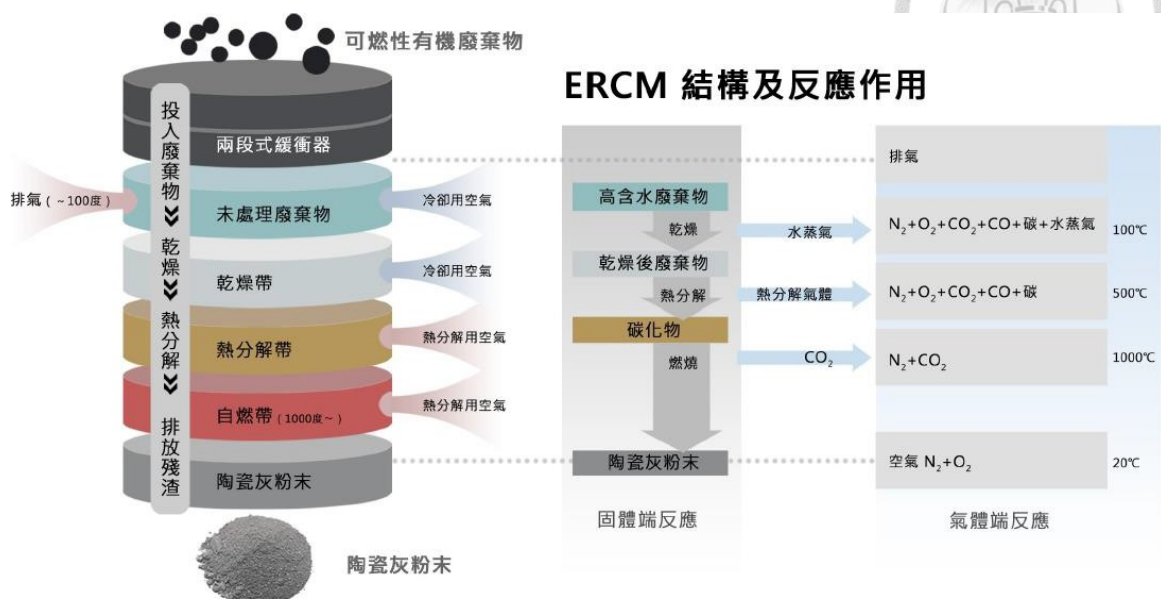 可燃性有機廢棄物
投入廢棄物
乾燥
熱分解
排放殘渣
兩段式緩衝器
排氣 ( ~100度 )
未處理廢棄物
冷卻用空氣
乾燥帶
冷卻用空氣
熱分解帶
熱分解用空氣
自燃帶 ( 1000度~ )
熱分解用空氣
陶瓷灰粉末
陶瓷灰粉末
ERCM 結構及反應作用
高含水廢棄物
乾燥
水蒸氣
乾燥後廢棄物
熱分解
熱分解氣體
碳化物
燃燒
CO₂
陶瓷灰粉末
固體端反應
排氣
N₂+O₂+CO₂+CO+碳+水蒸氣
100℃
N₂+O₂+CO₂+CO+碳
500℃
N₂+CO₂
1000℃
空氣 N₂+O₂
20℃
氣體端反應